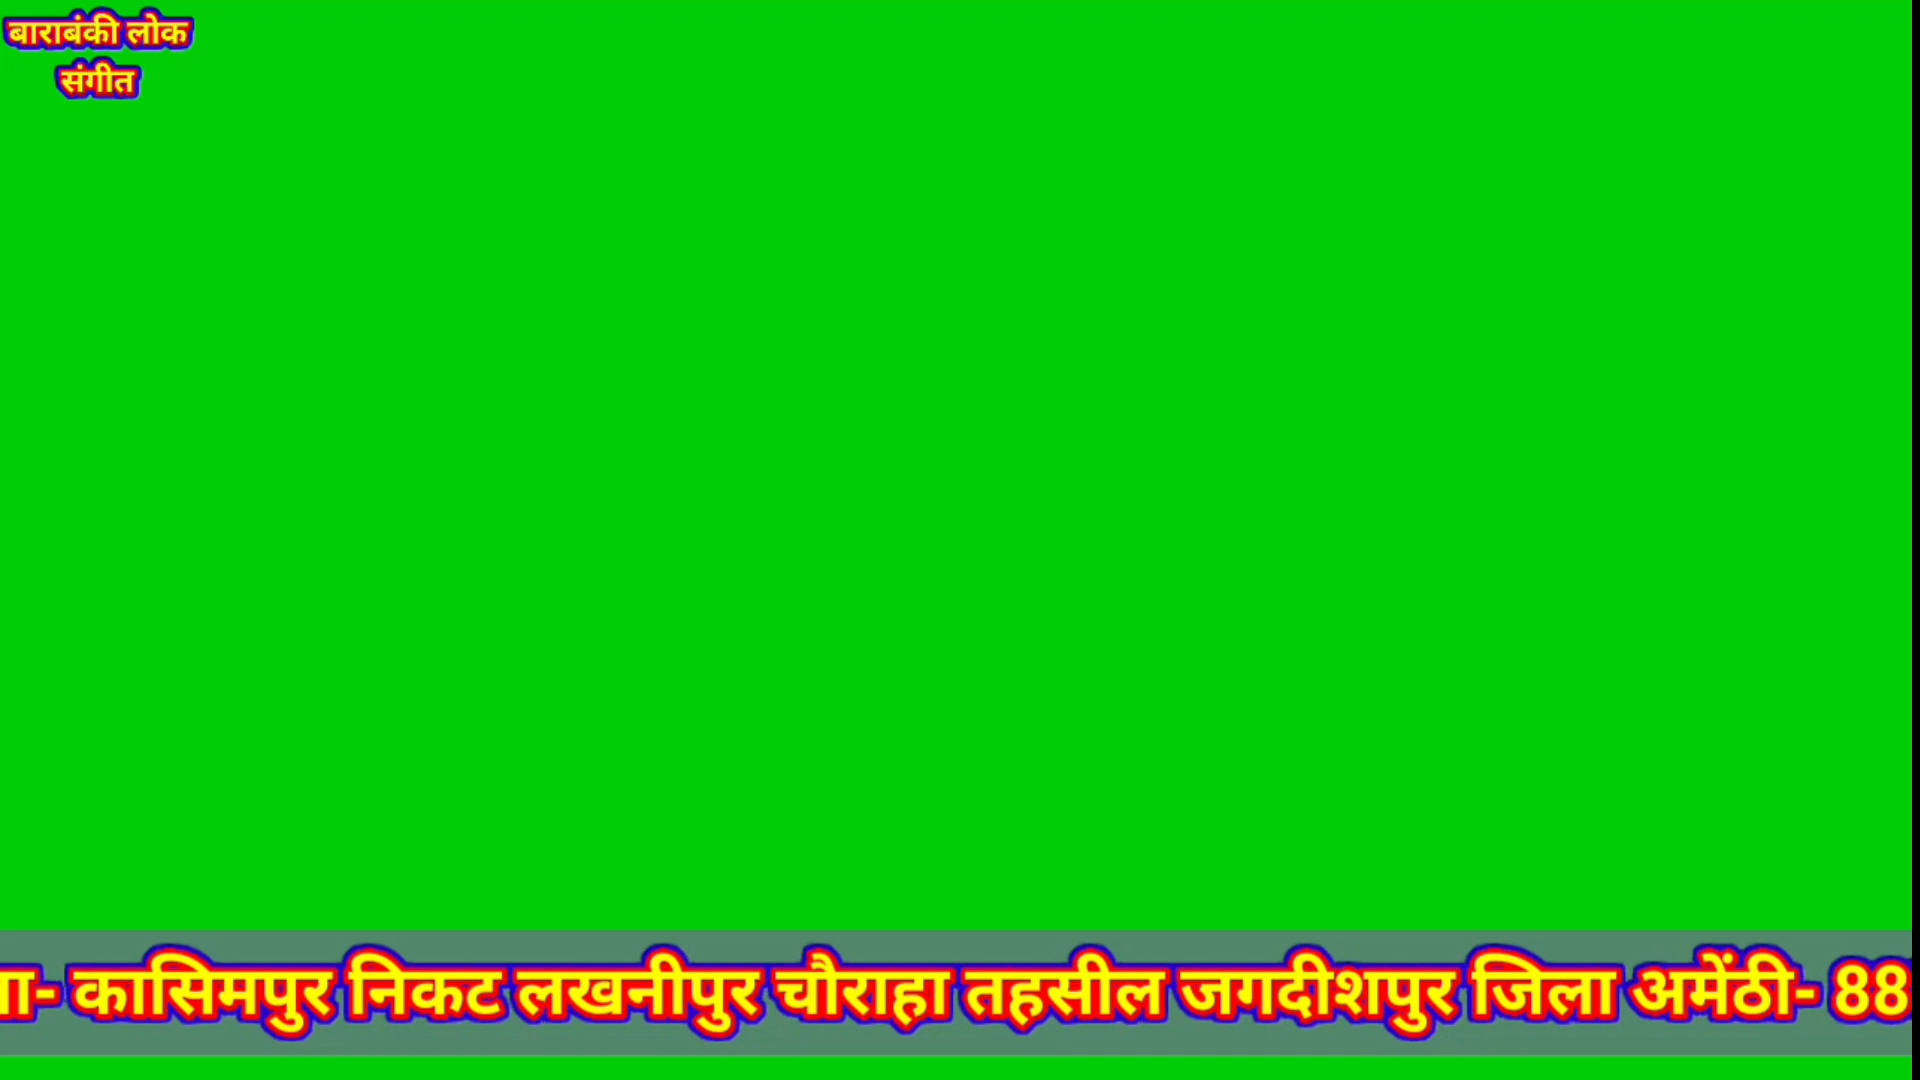 बाराबंकी लोक
संगीत
कासिमपुर निकट लखनीपुर चौराहा तहसील जगदीशपुर जिला अमेंठी- 88